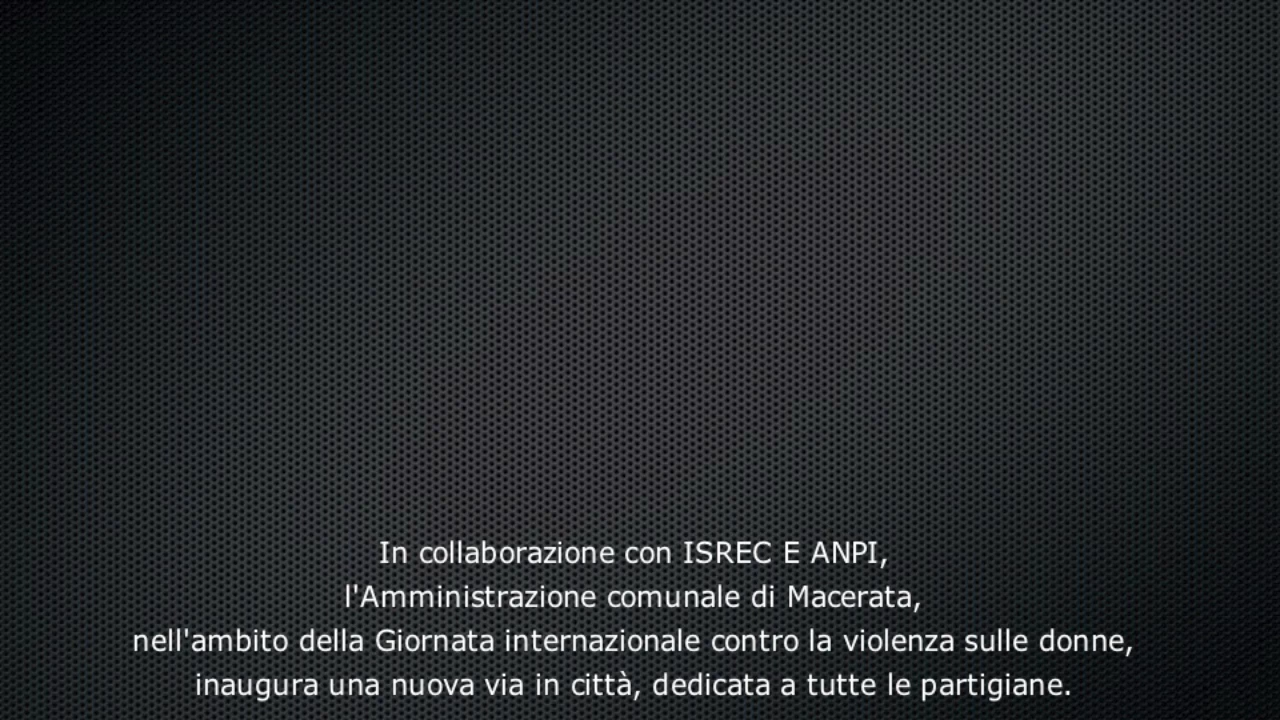 In collaborazione con ISREC E ANPI,
l'Amministrazione comunale di Macerata,
nell'ambito della Giornata internazionale contro la violenza sulle donne,
inaugura una nuova via in città, dedicata a tutte le partigiane.